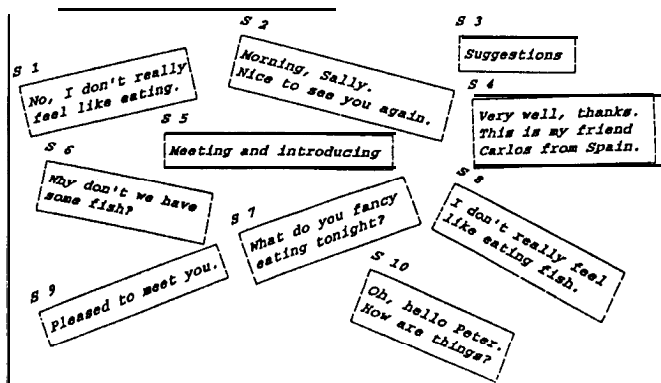 S 1
No, I don't really
feel like eating.
S 2
Morning, Sally.
Nice to see you again.
S 3
Suggestions
S 4
Very well, thanks.
This is my friend
Carlos from Spain.
S 5
Meeting and introducing
S 6
Why don't we have
some fish?
S 7
What do you fancy
eating tonight?
S 8
I don't really feel
like eating fish.
S 9
Pleased to meet you.
S 10
Oh, hello Peter.
How are things?